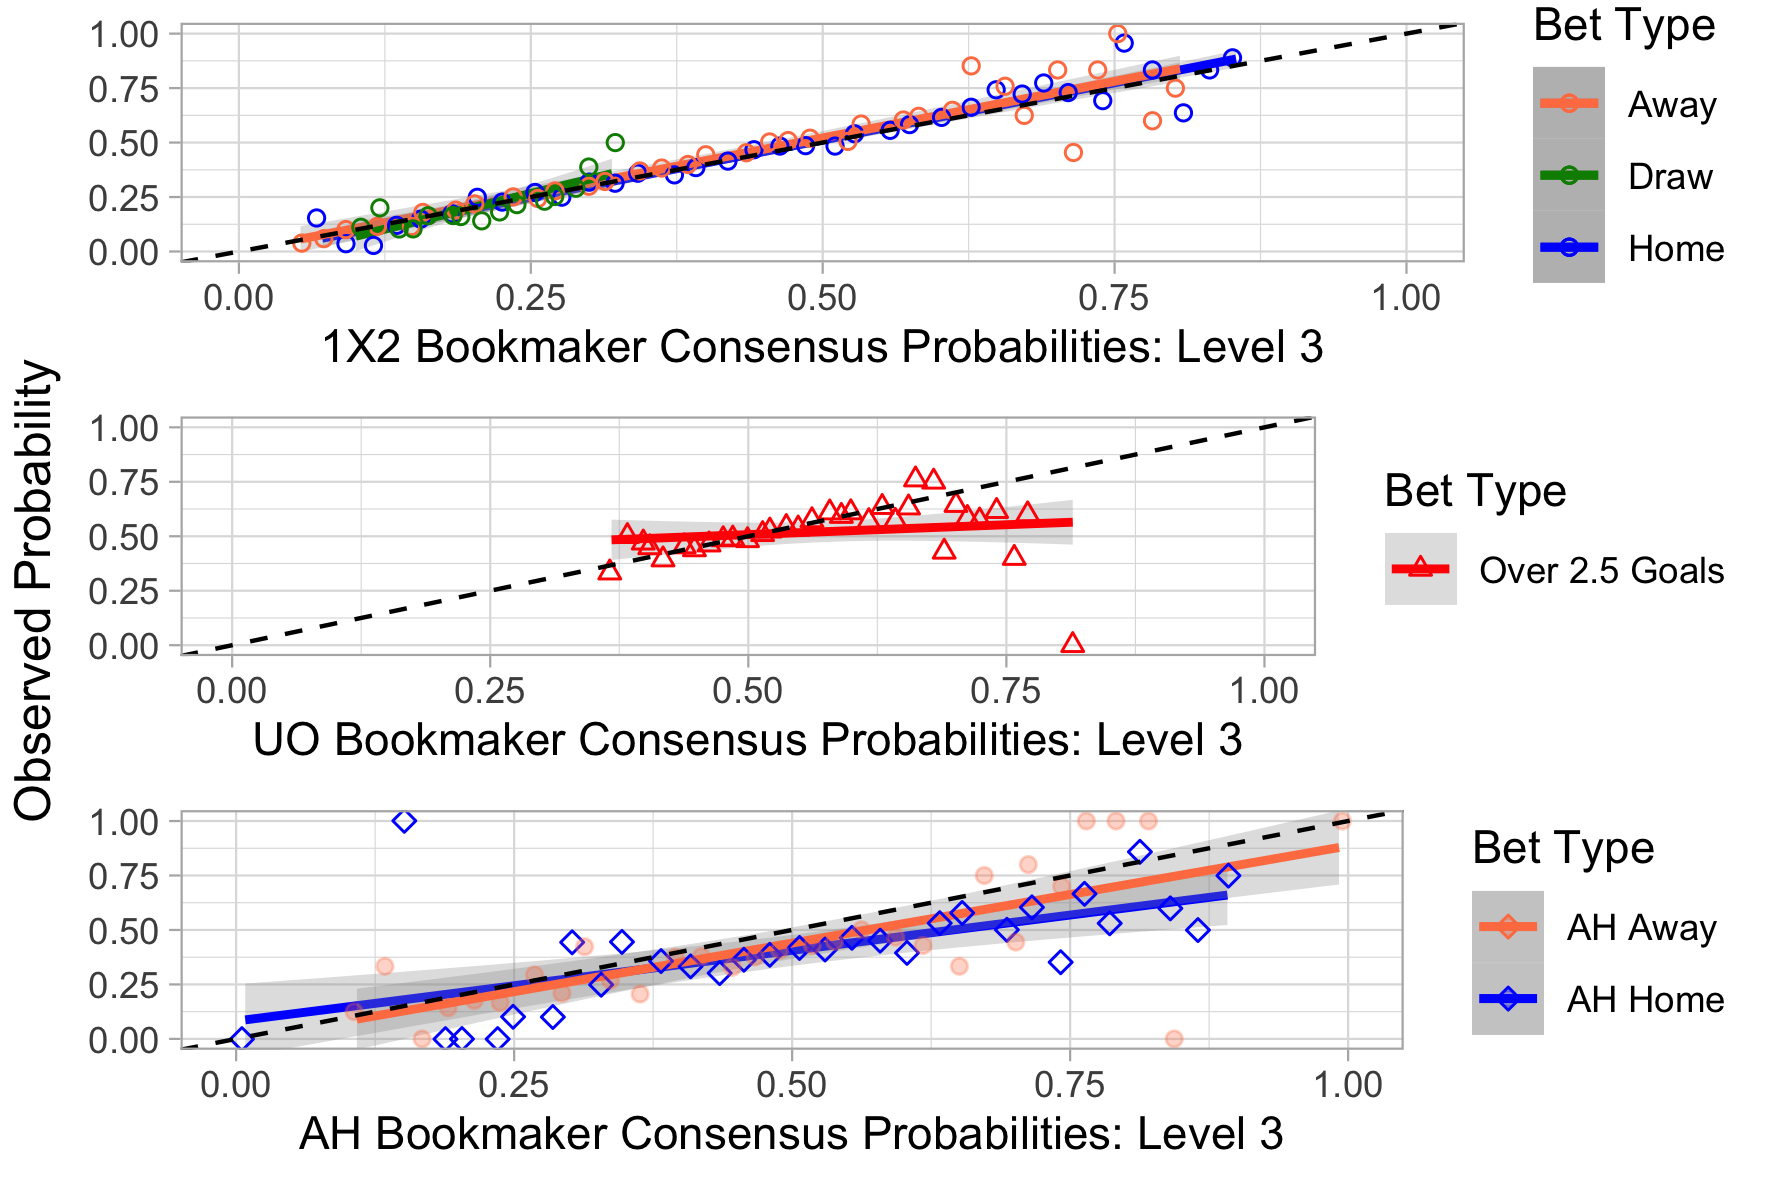 Observed Probability
1.00
0.75
0.50
0.25
0.00
0.00 0.25 0.50 0.75 1.00
1X2 Bookmaker Consensus Probabilities: Level 3
Bet Type
Away
Draw
Home
1.00
0.75
0.50
0.25
0.00
0.00 0.25 0.50 0.75 1.00
UO Bookmaker Consensus Probabilities: Level 3
Bet Type
Over 2.5 Goals
1.00
0.75
0.50
0.25
0.00
0.00 0.25 0.50 0.75 1.00
AH Bookmaker Consensus Probabilities: Level 3
Bet Type
AH Away
AH Home